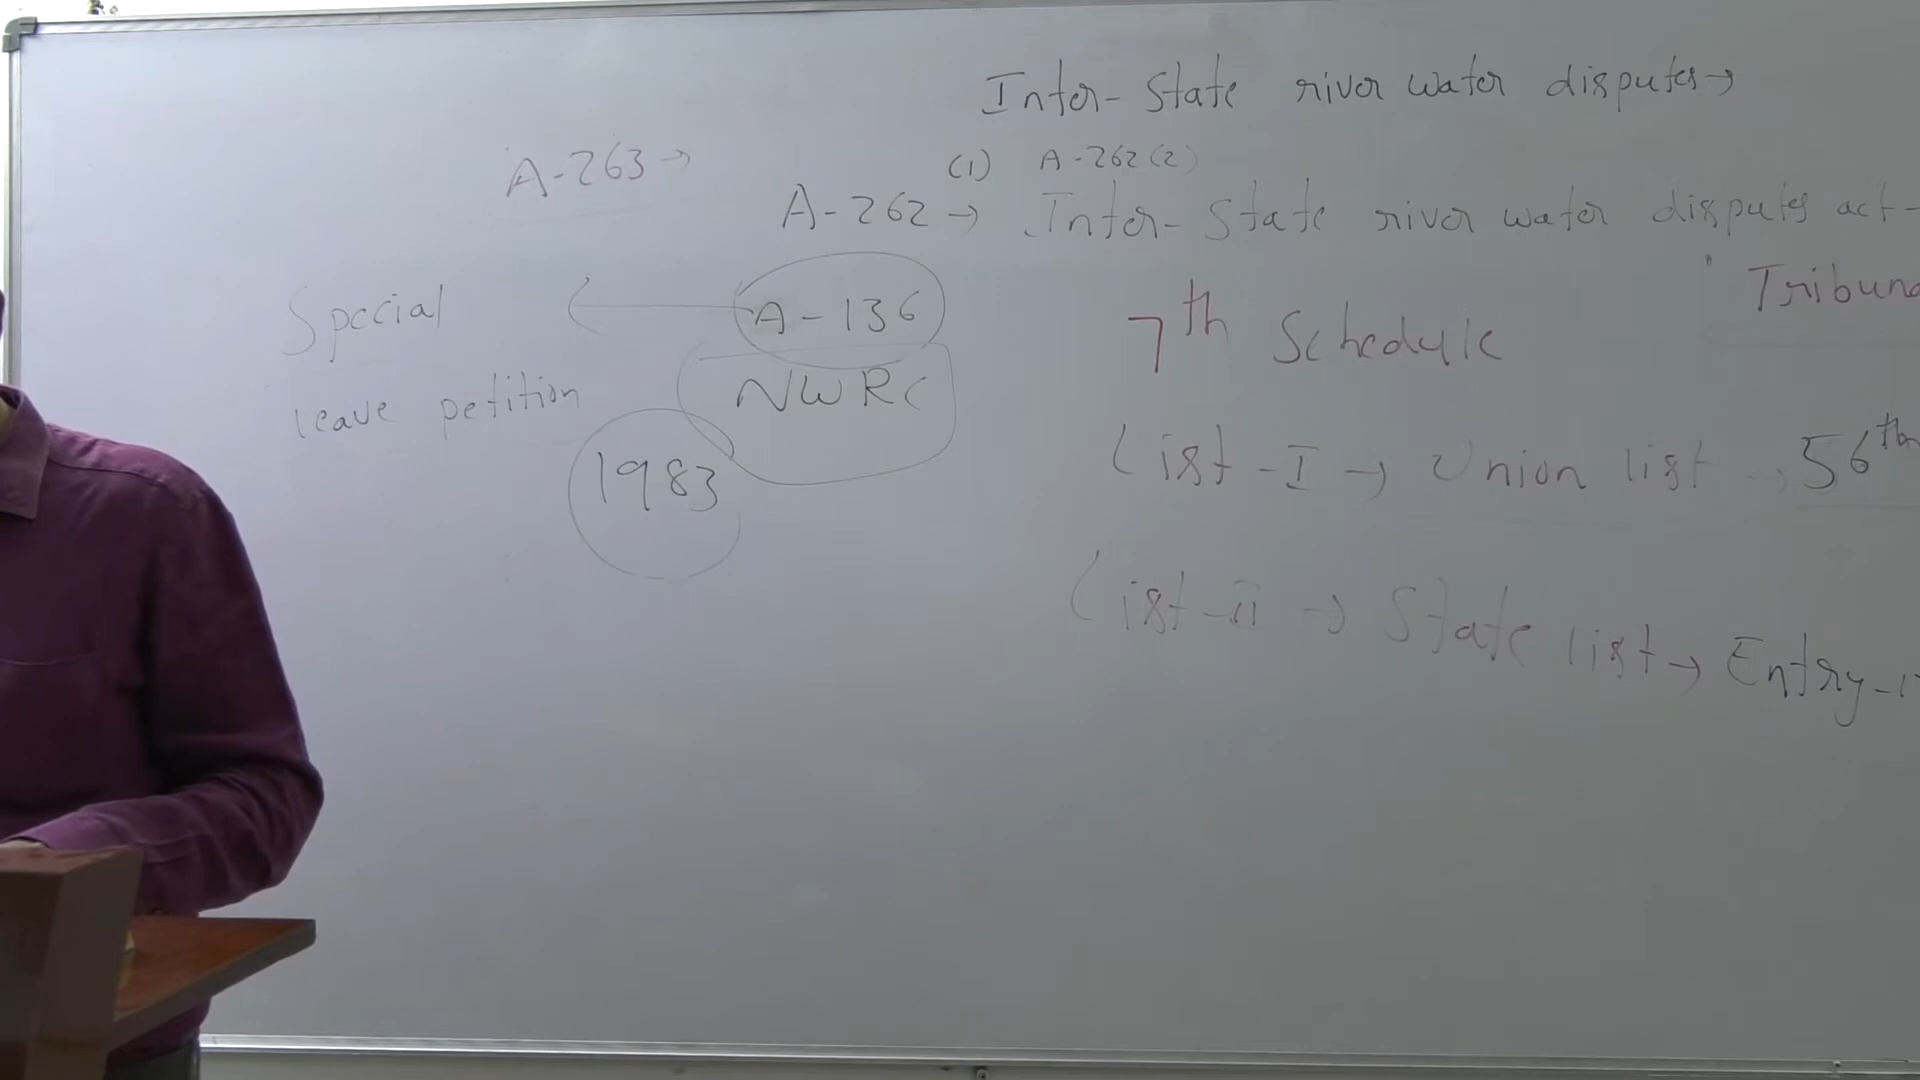 Inter-State river water disputes→
A-263→
(1) A-262(2)
A-262→ Inter-State river water disputes act-
Tribuna
A-136
Special
7th Schedule
NWRC
leave petition
List-I→ Union list → 56th
1983
List-ii → State list→ Entry-17